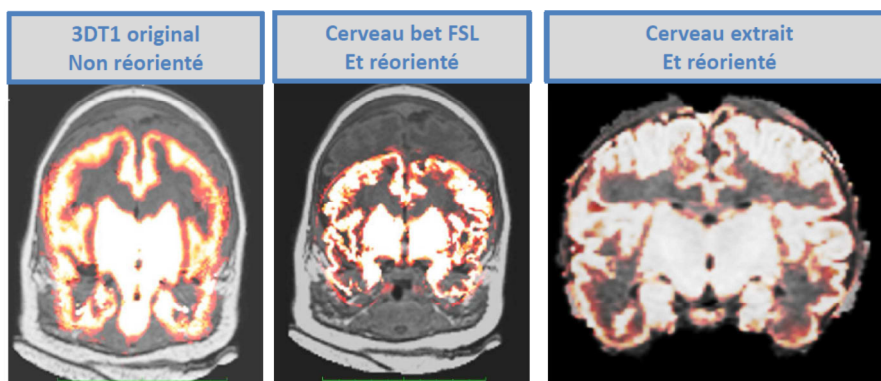 3DT1 original
Non réorienté
Cerveau bet FSL
Et réorienté
Cerveau extrait
Et réorienté